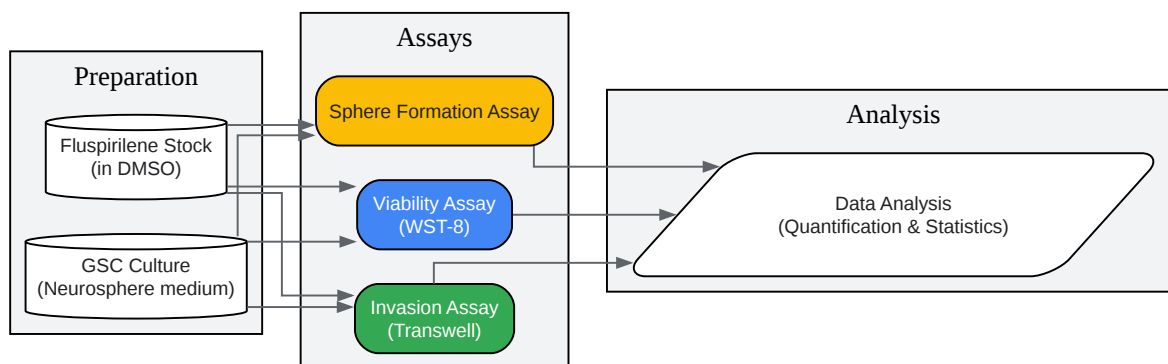 Preparation
Fluspirilene Stock
(in DMSO)
GSC Culture
(Neurosphere medium)
Assays
Sphere Formation Assay
Viability Assay
(WST-8)
Invasion Assay
(Transwell)
Analysis
Data Analysis
(Quantification & Statistics)